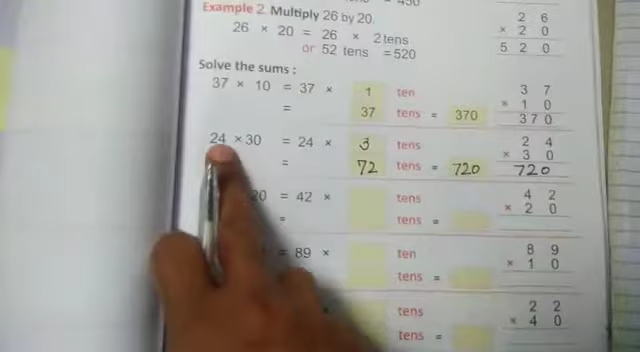 = 450
Example 2. Multiply 26 by 20.
26 × 20 = 26 × 2 tens
or 52 tens = 520
2 6
× 2 0
5 2 0
Solve the sums :
37 × 10 = 37 × 1 ten
= 37 tens = 370
3 7
× 1 0
3 7 0
24 × 30 = 24 × 3 tens
= 72 tens = 720
2 4
× 3 0
7 2 0
20 = 42 × tens
= tens =
4 2
× 2 0
= 89 × ten
= tens =
8 9
× 1 0
tens
tens =
2 2
× 4 0